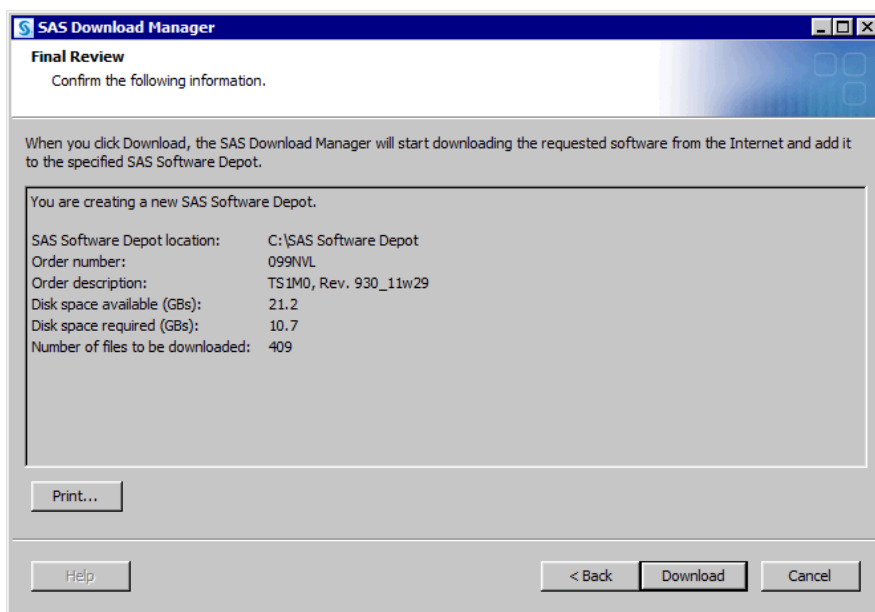 SAS Download Manager
Final Review
Confirm the following information.
When you click Download, the SAS Download Manager will start downloading the requested software from the Internet and add it
to the specified SAS Software Depot.
You are creating a new SAS Software Depot.
SAS Software Depot location: C:\SAS Software Depot
Order number: 099NVL
Order description: TS1M0, Rev. 930_11w29
Disk space available (GBs): 21.2
Disk space required (GBs): 10.7
Number of files to be downloaded: 409
Print...
Help < Back Download Cancel